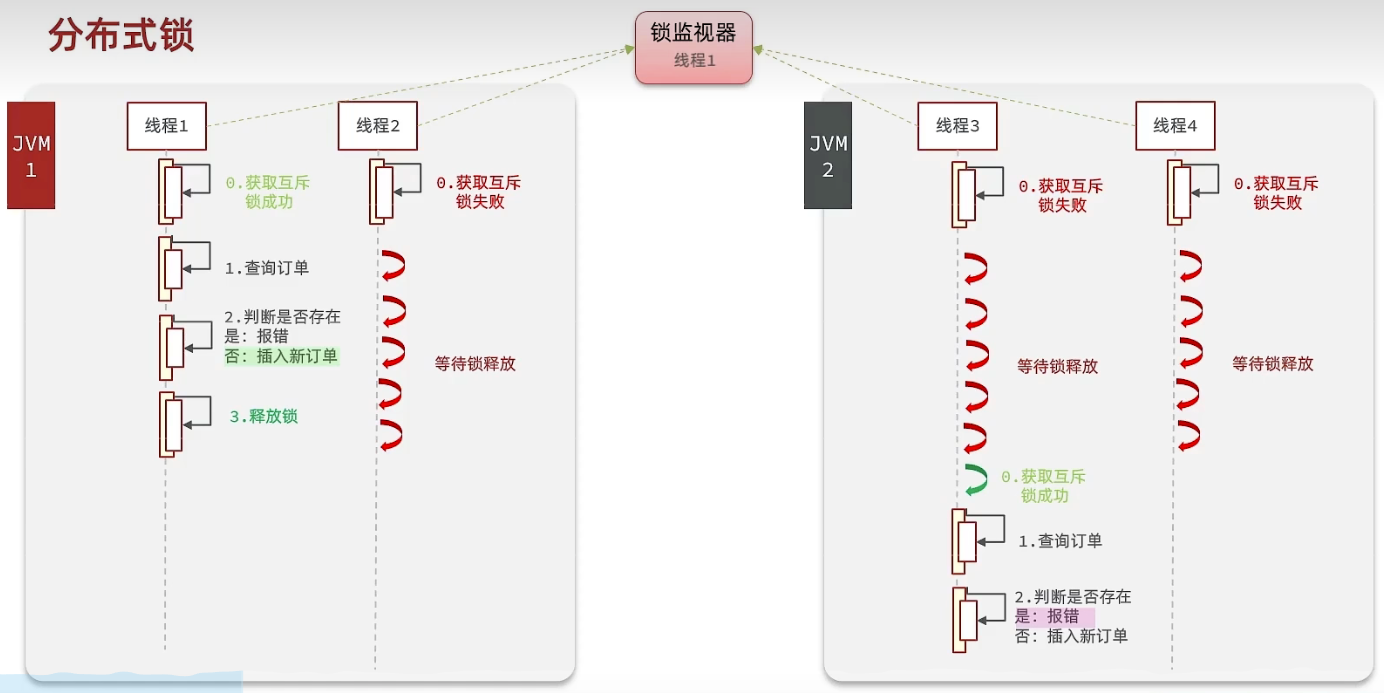 分布式锁
锁监视器
线程1
JVM
1
线程1
0.获取互斥
锁成功
1.查询订单
2.判断是否存在
是：报错
否：插入新订单
3.释放锁
线程2
0.获取互斥
锁失败
等待锁释放
JVM
2
线程3
0.获取互斥
锁失败
等待锁释放
0.获取互斥
锁成功
1.查询订单
2.判断是否存在
是：报错
否：插入新订单
线程4
0.获取互斥
锁失败
等待锁释放